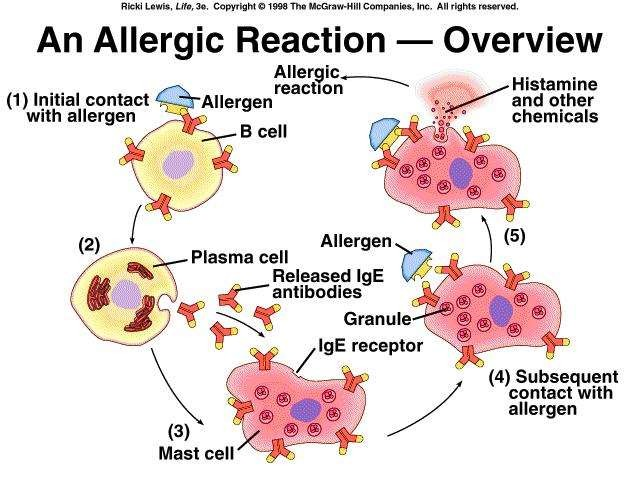 Ricki Lewis, Life, 3e. Copyright © 1998 The McGraw-Hill Companies, Inc. All rights reserved.
An Allergic Reaction — Overview
(1) Initial contact
with allergen
Allergen
B cell
Allergic
reaction
Histamine
and other
chemicals
(2)
Plasma cell
Released IgE
antibodies
Allergen
(5)
Granule
IgE receptor
(3)
Mast cell
(4) Subsequent
contact with
allergen